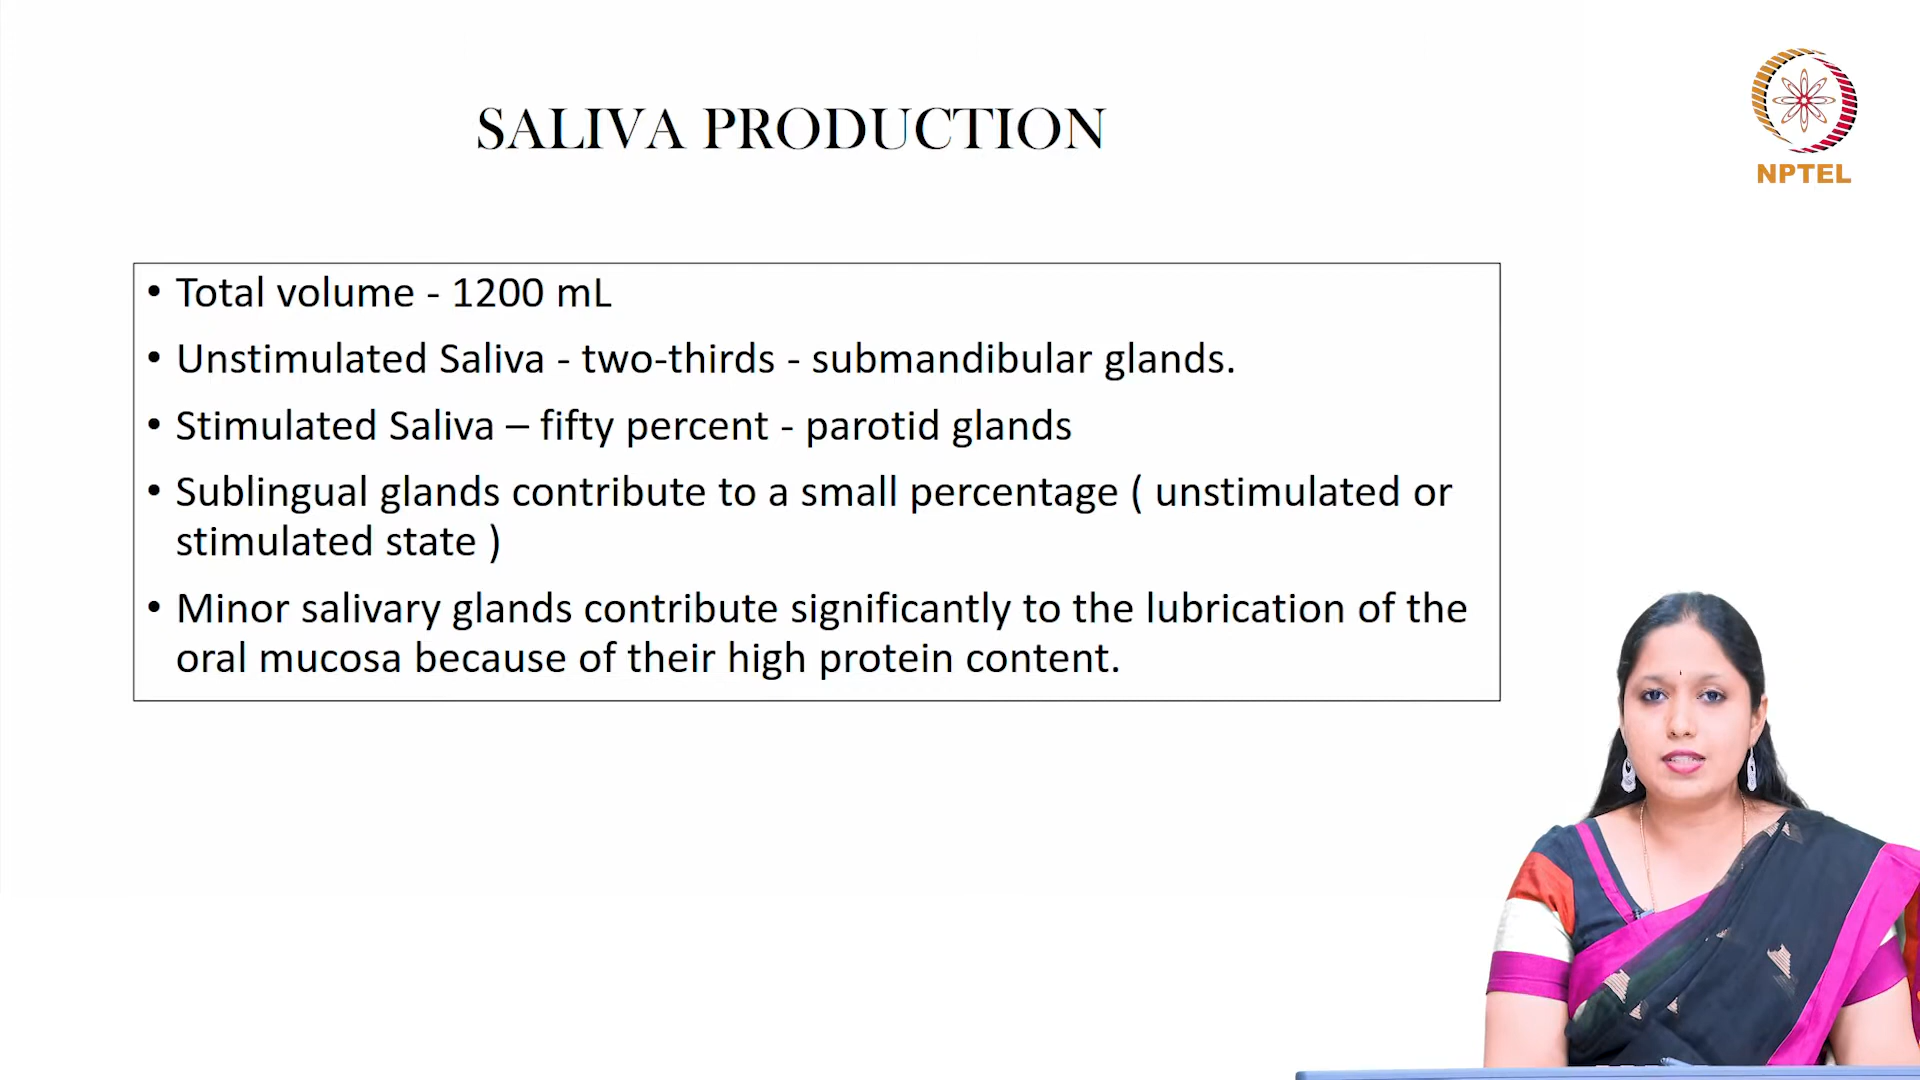 SALIVA PRODUCTION
NPTEL
• Total volume - 1200 mL
• Unstimulated Saliva - two-thirds - submandibular glands.
• Stimulated Saliva – fifty percent - parotid glands
• Sublingual glands contribute to a small percentage ( unstimulated or
stimulated state )
• Minor salivary glands contribute significantly to the lubrication of the
oral mucosa because of their high protein content.